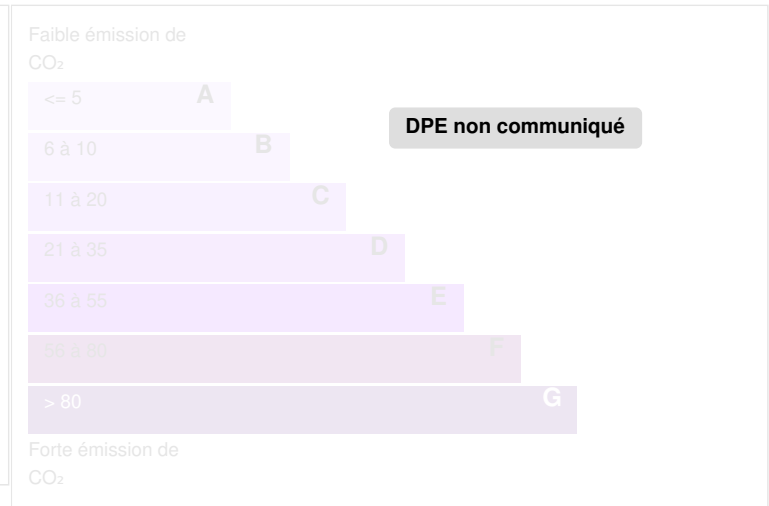 Faible émission de
CO₂
<= 5 A
DPE non communiqué
6 à 10 B
11 à 20 C
21 à 35 D
36 à 55 E
56 à 80 F
> 80 G
Forte émission de
CO₂